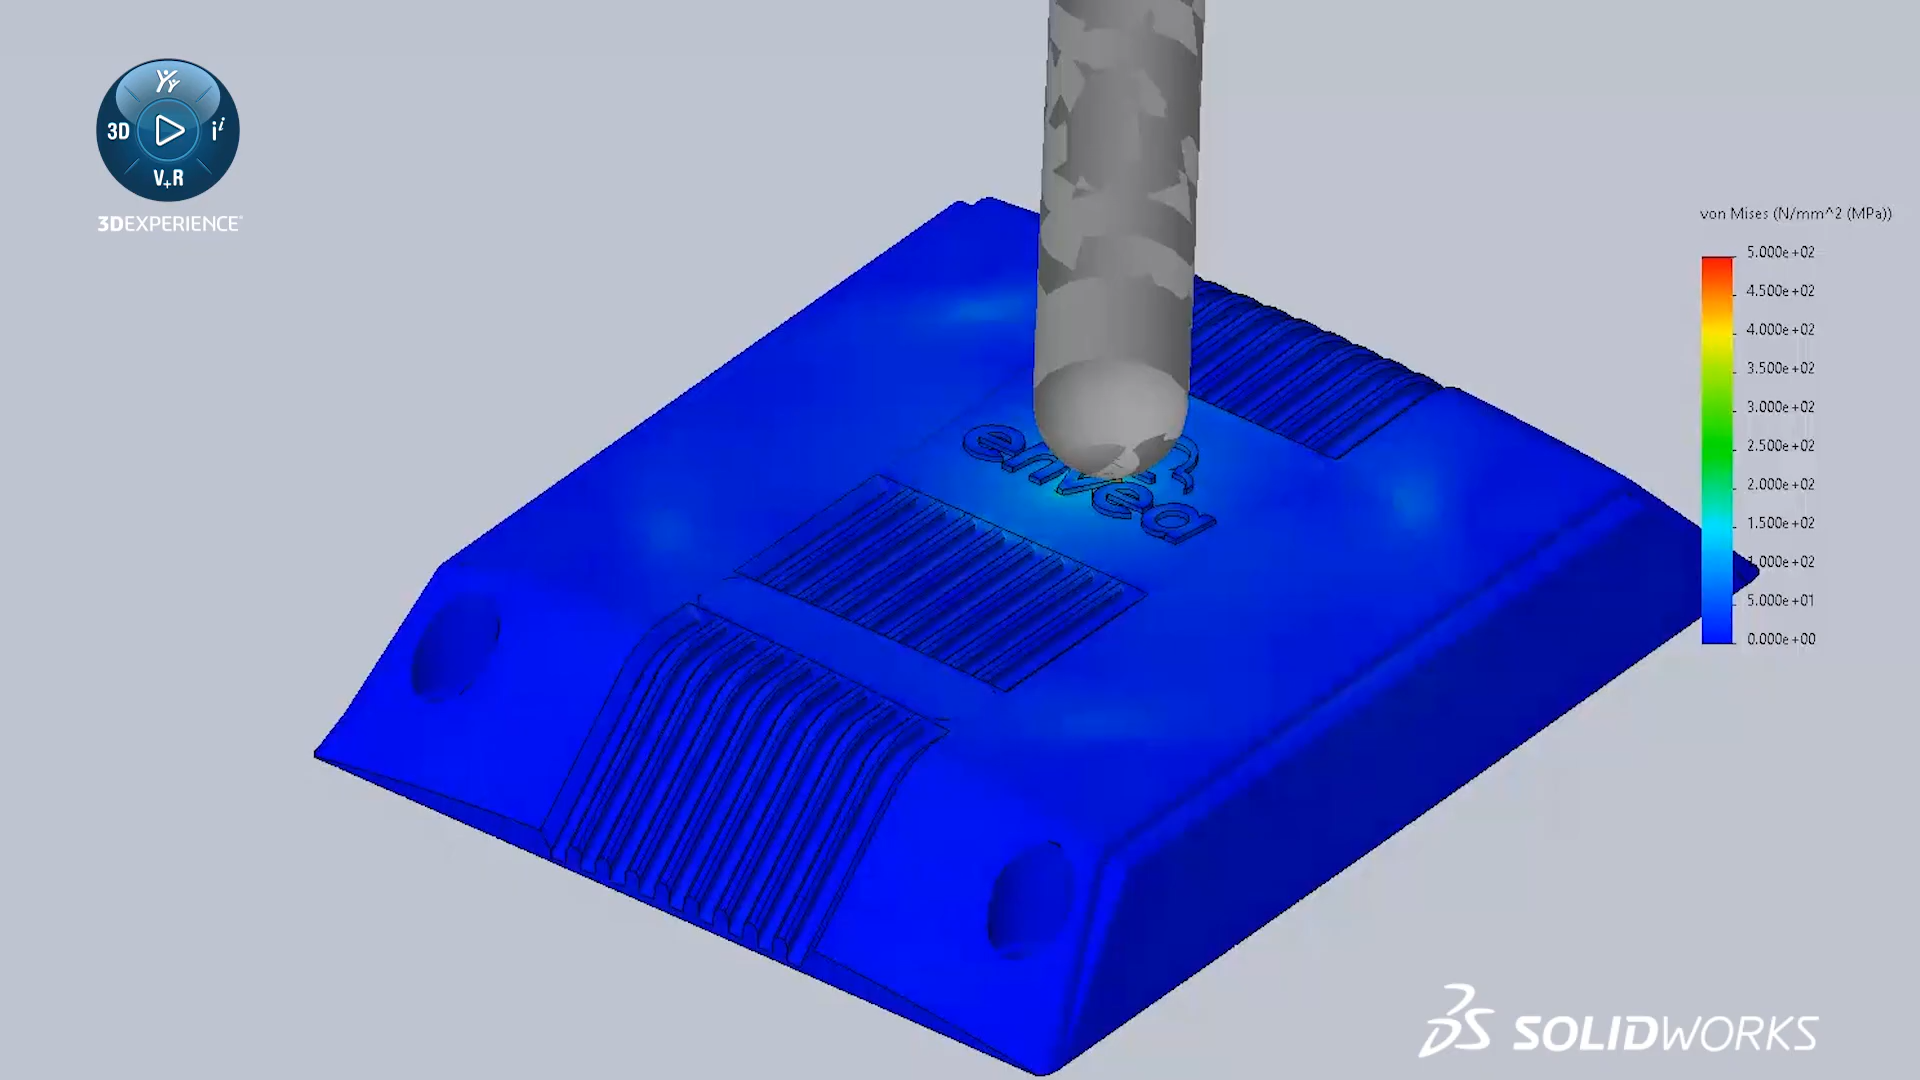 3D
V+R
3DEXPERIENCE
von Mises (N/mm^2 (MPa))
5.000e+02
4.500e+02
4.000e+02
3.500e+02
3.000e+02
2.500e+02
2.000e+02
1.500e+02
1.000e+02
5.000e+01
0.000e+00
envea
SOLIDWORKS